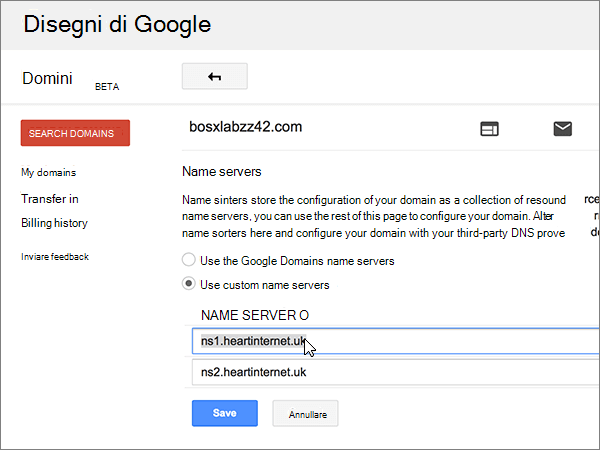 Disegni di Google
Domini BETA
SEARCH DOMAINS
bosxlabzz42.com
My domains
Transfer in
Billing history
Inviare feedback
Name servers
Name sinters store the configuration of your domain as a collection of resound rce
name servers, you can use the rest of this page to configure your domain. Alter r
name sorters here and configure your domain with your third-party DNS prove de
Use the Google Domains name servers
Use custom name servers
NAME SERVER O
ns1.heartinternet.uk
ns2.heartinternet.uk
Save Annullare